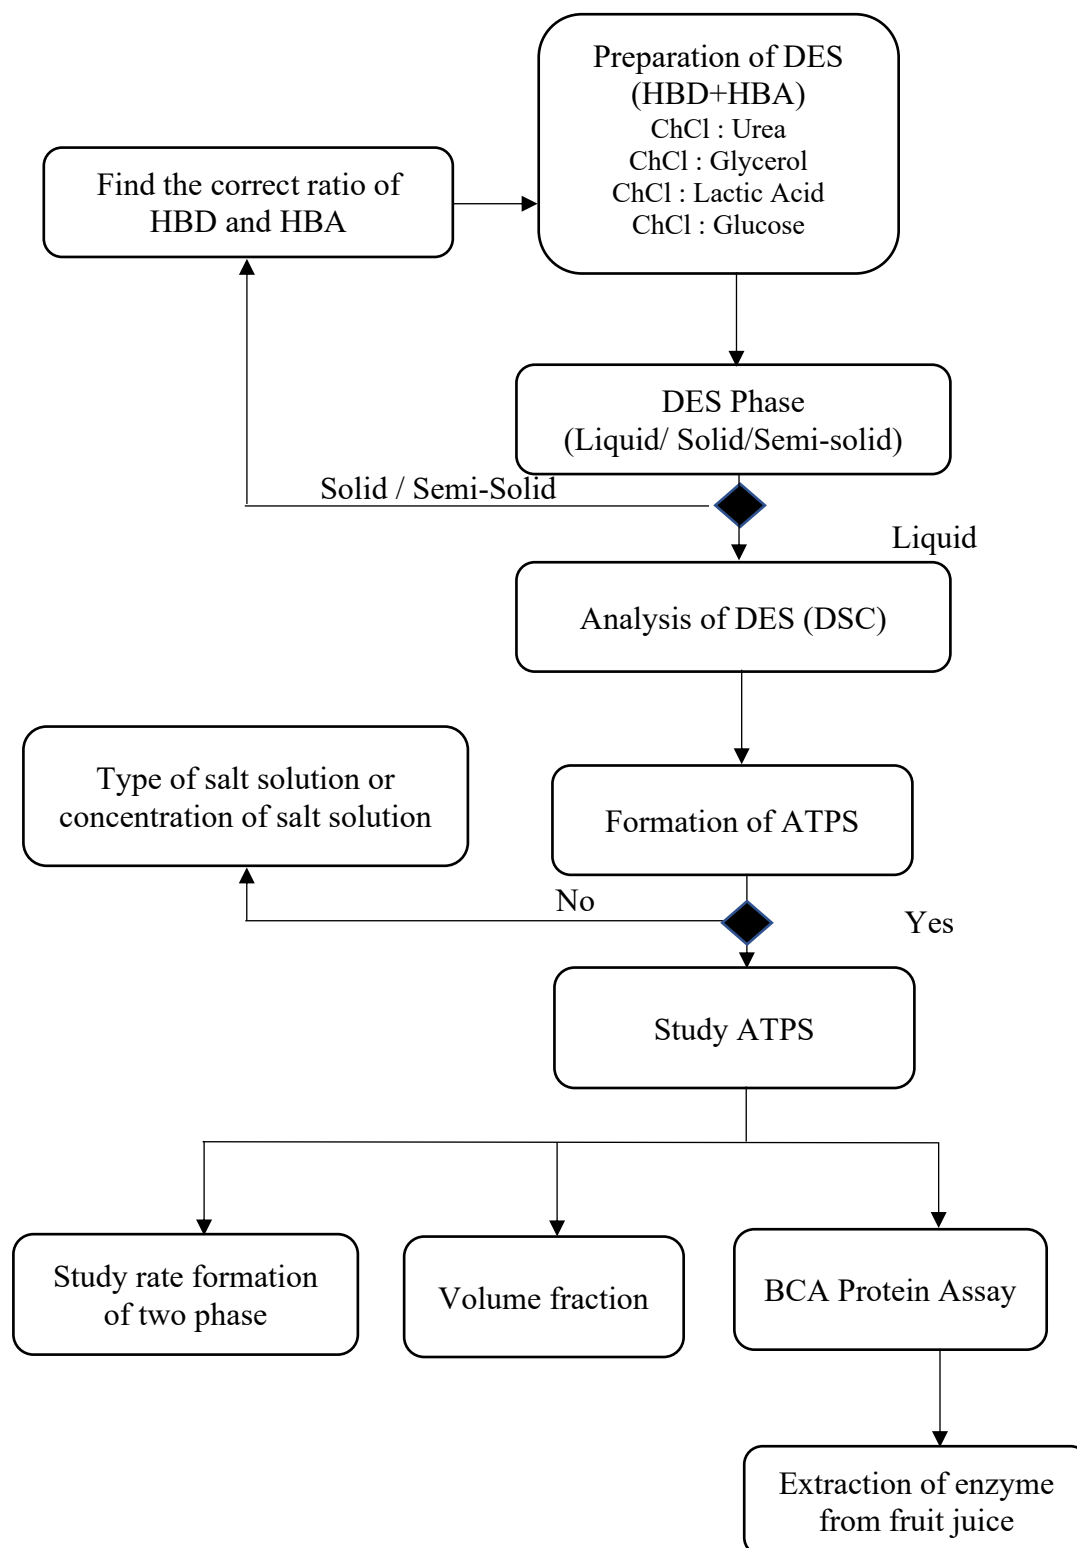 Preparation of DES
(HBD+HBA)
ChCl : Urea
ChCl : Glycerol
ChCl : Lactic Acid
ChCl : Glucose
Find the correct ratio of
HBD and HBA
DES Phase
(Liquid/ Solid/Semi-solid)
Solid / Semi-Solid
Liquid
Analysis of DES (DSC)
Type of salt solution or
concentration of salt solution
Formation of ATPS
No
Yes
Study ATPS
Study rate formation
of two phase
Volume fraction
BCA Protein Assay
Extraction of enzyme
from fruit juice